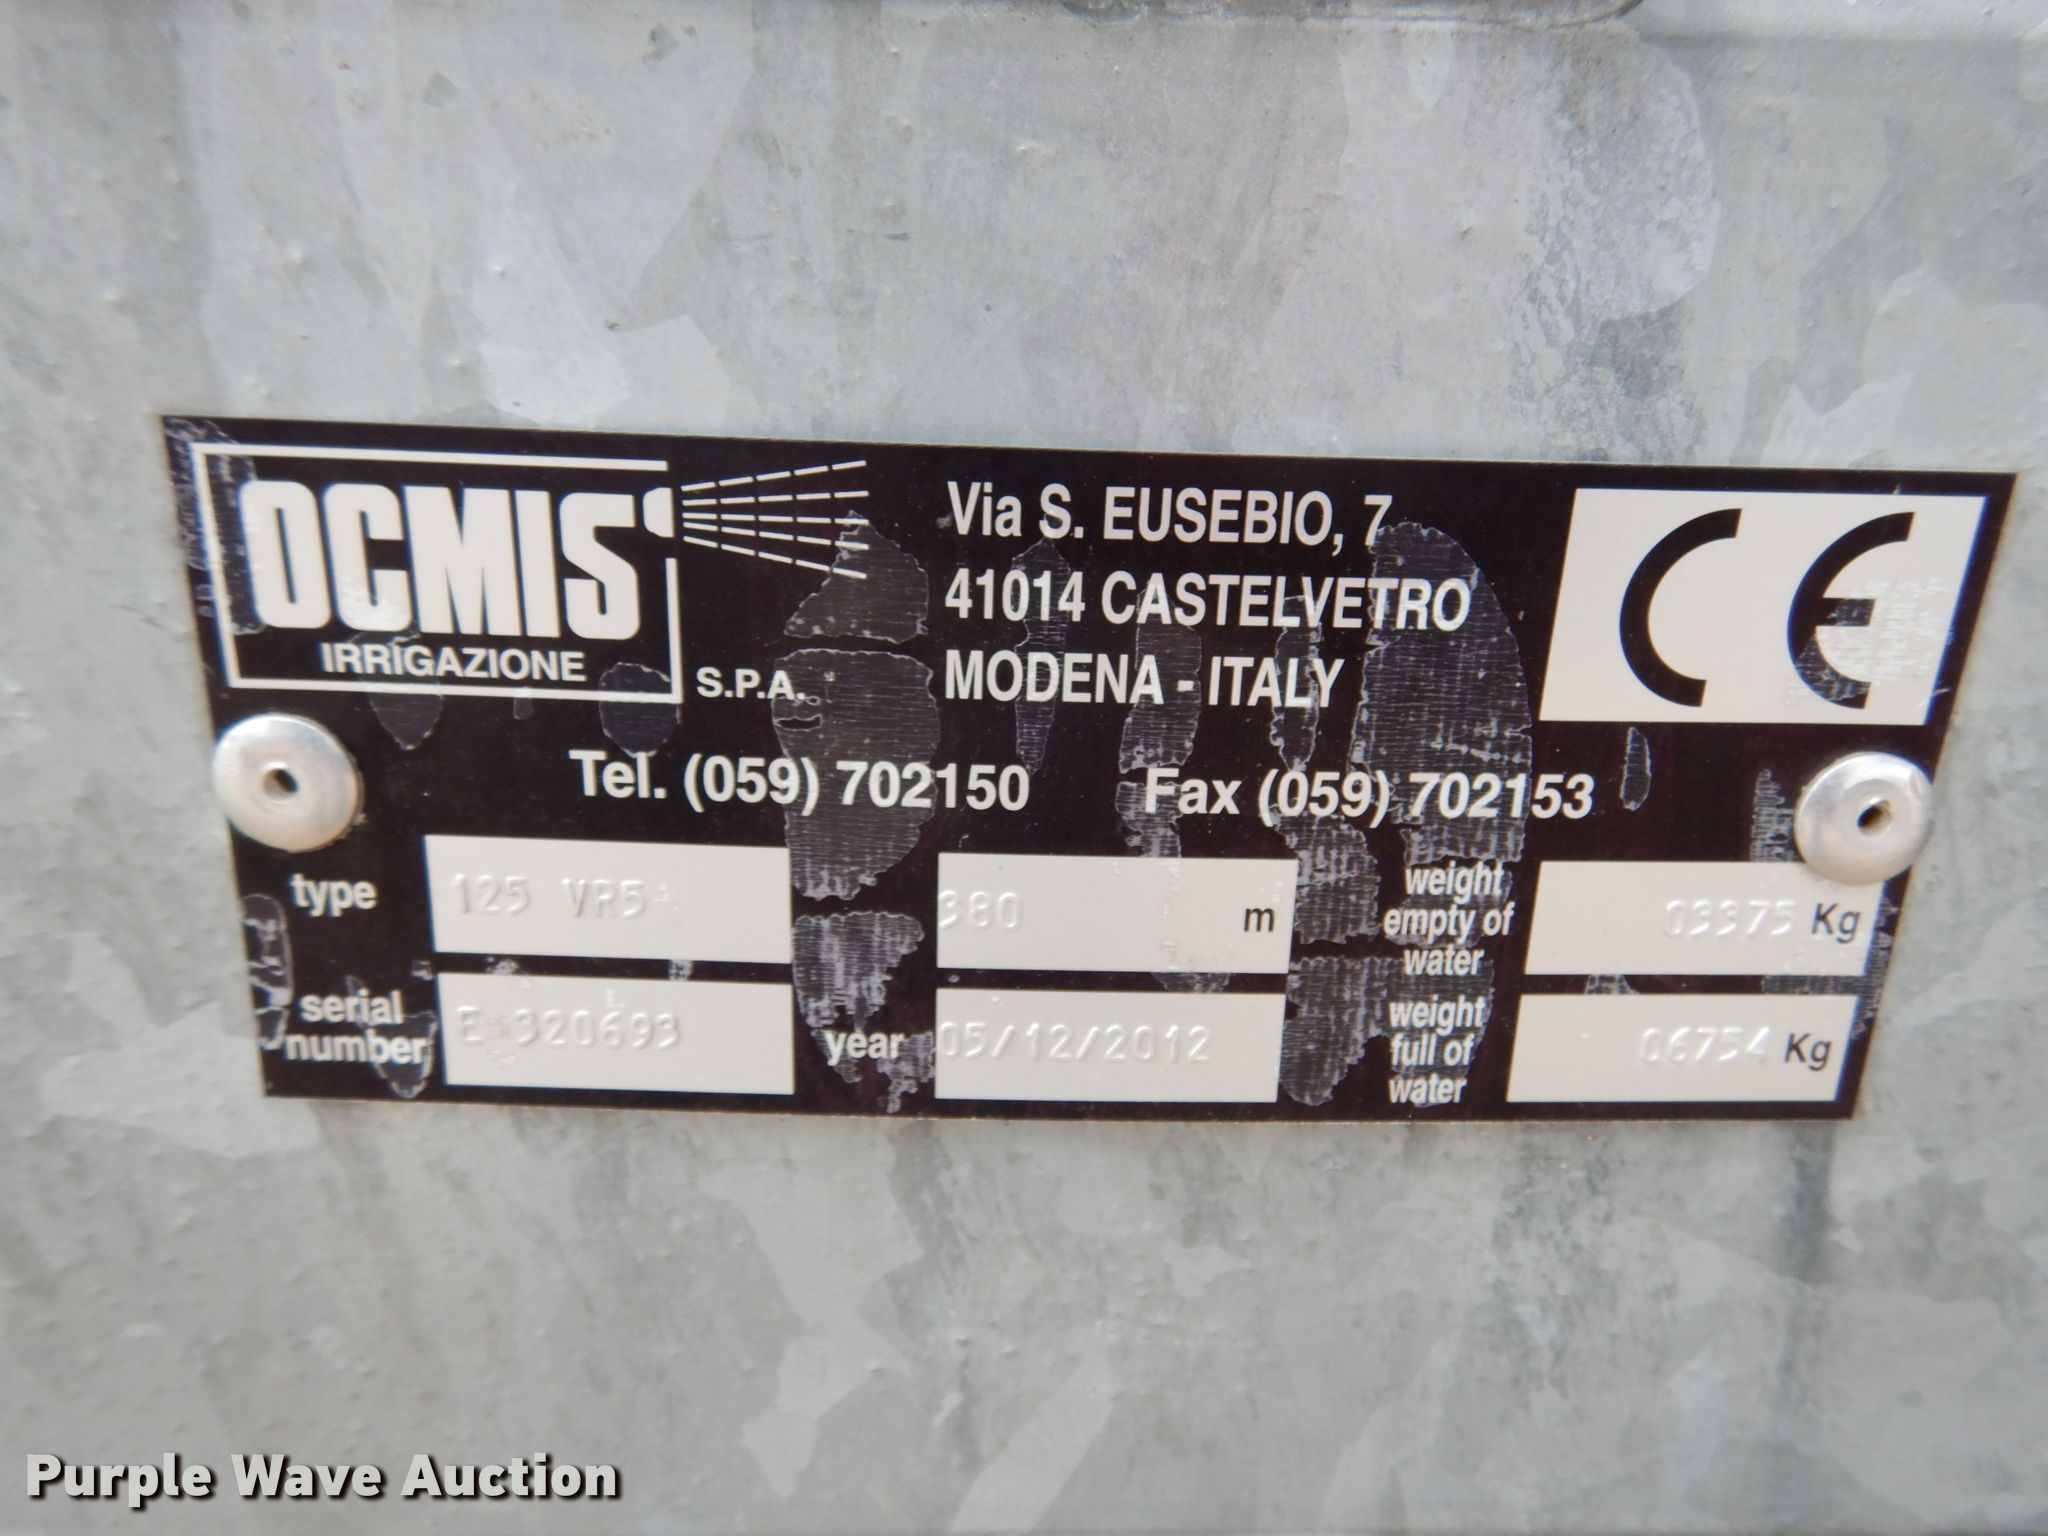 OCMIS
IRRIGAZIONE
S.P.A.
Via S. EUSEBIO, 7
41014 CASTELVETRO
MODENA - ITALY
CE
Tel. (059) 702150 Fax (059) 702153
type 125 VR5
380 m
weight empty of water 03375 Kg
serial number E 320693
year 05/12/2012
weight full of water 06754 Kg
Purple Wave Auction